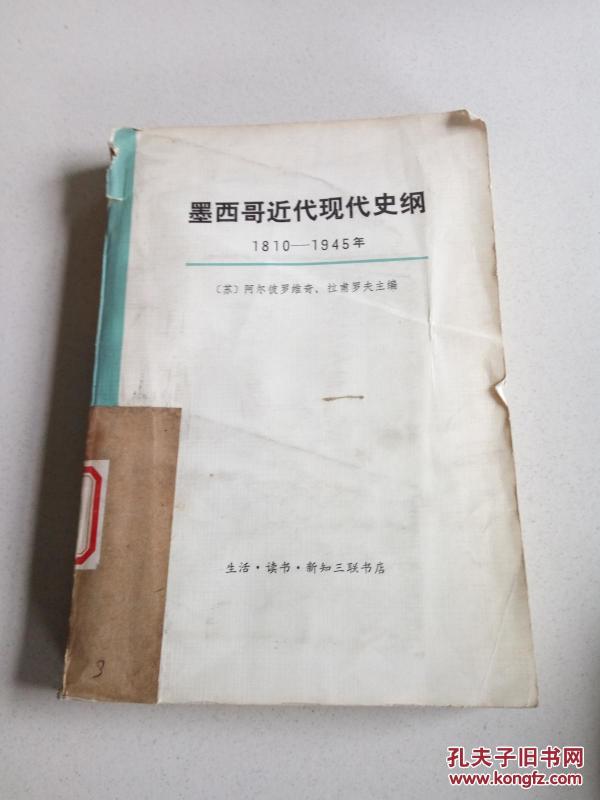 墨西哥近代现代史纲
1810—1945年
〔苏〕阿尔彼罗维奇、拉甫罗夫主编
生活·读书·新知三联书店
3
孔夫子旧书网
www.kongfz.com